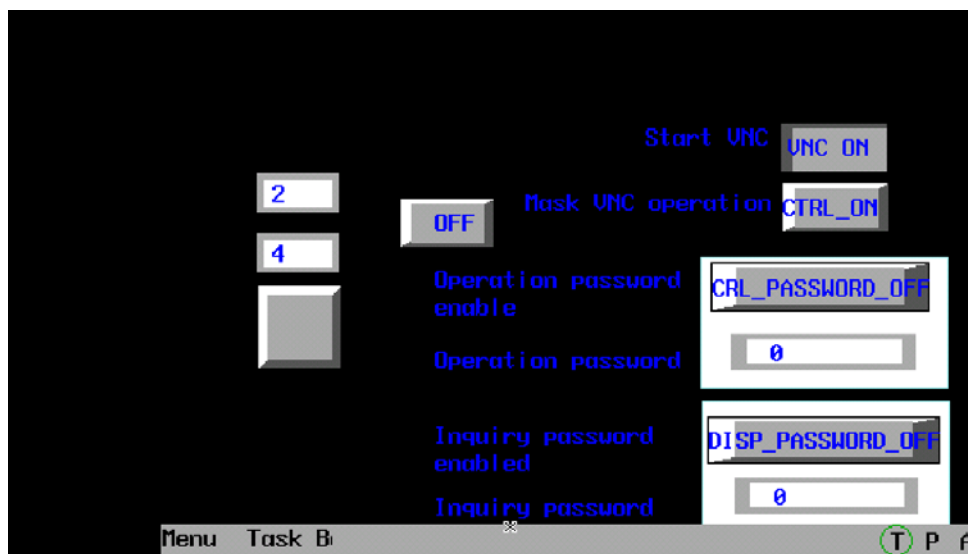 Start VNC
VNC ON
2
Mask VNC operation
CTRL_ON
OFF
4
Operation password
enable
CRL_PASSWORD_OFF
Operation password
0
Inquiry password
enabled
DISP_PASSWORD_OFF
Inquiry password
0
Menu Task
T P